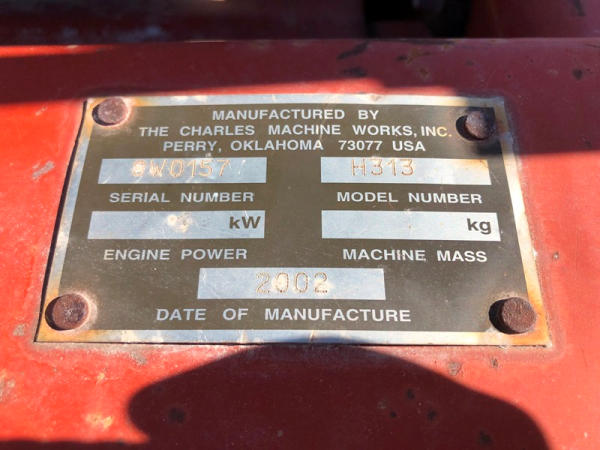 MANUFACTURED BY
THE CHARLES MACHINE WORKS, INC.
PERRY, OKLAHOMA 73077 USA
H313
SERIAL NUMBER MODEL NUMBER
kW kg
ENGINE POWER MACHINE MASS
2002
DATE OF MANUFACTURE